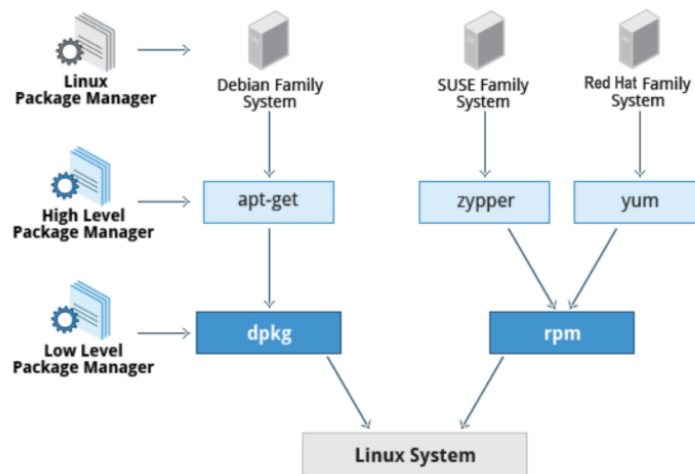 Linux
Package Manager
Debian Family
System
SUSE Family
System
Red Hat Family
System
High Level
Package Manager
apt-get
zypper
yum
Low Level
Package Manager
dpkg
rpm
Linux System